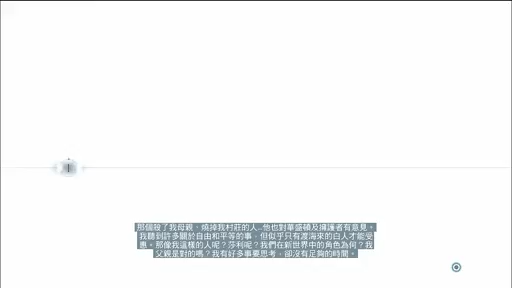 那個殺了我母親、燒掉我村莊的人…他也對華盛頓及擁護者有意見。
我聽到許多關於自由和平等的事，但似乎只有渡海來的白人才能受
惠。那像我這樣的人呢？莎利呢？我們在新世界中的角色為何？我
父親是對的嗎？我有好多事要思考，卻沒有足夠的時間。